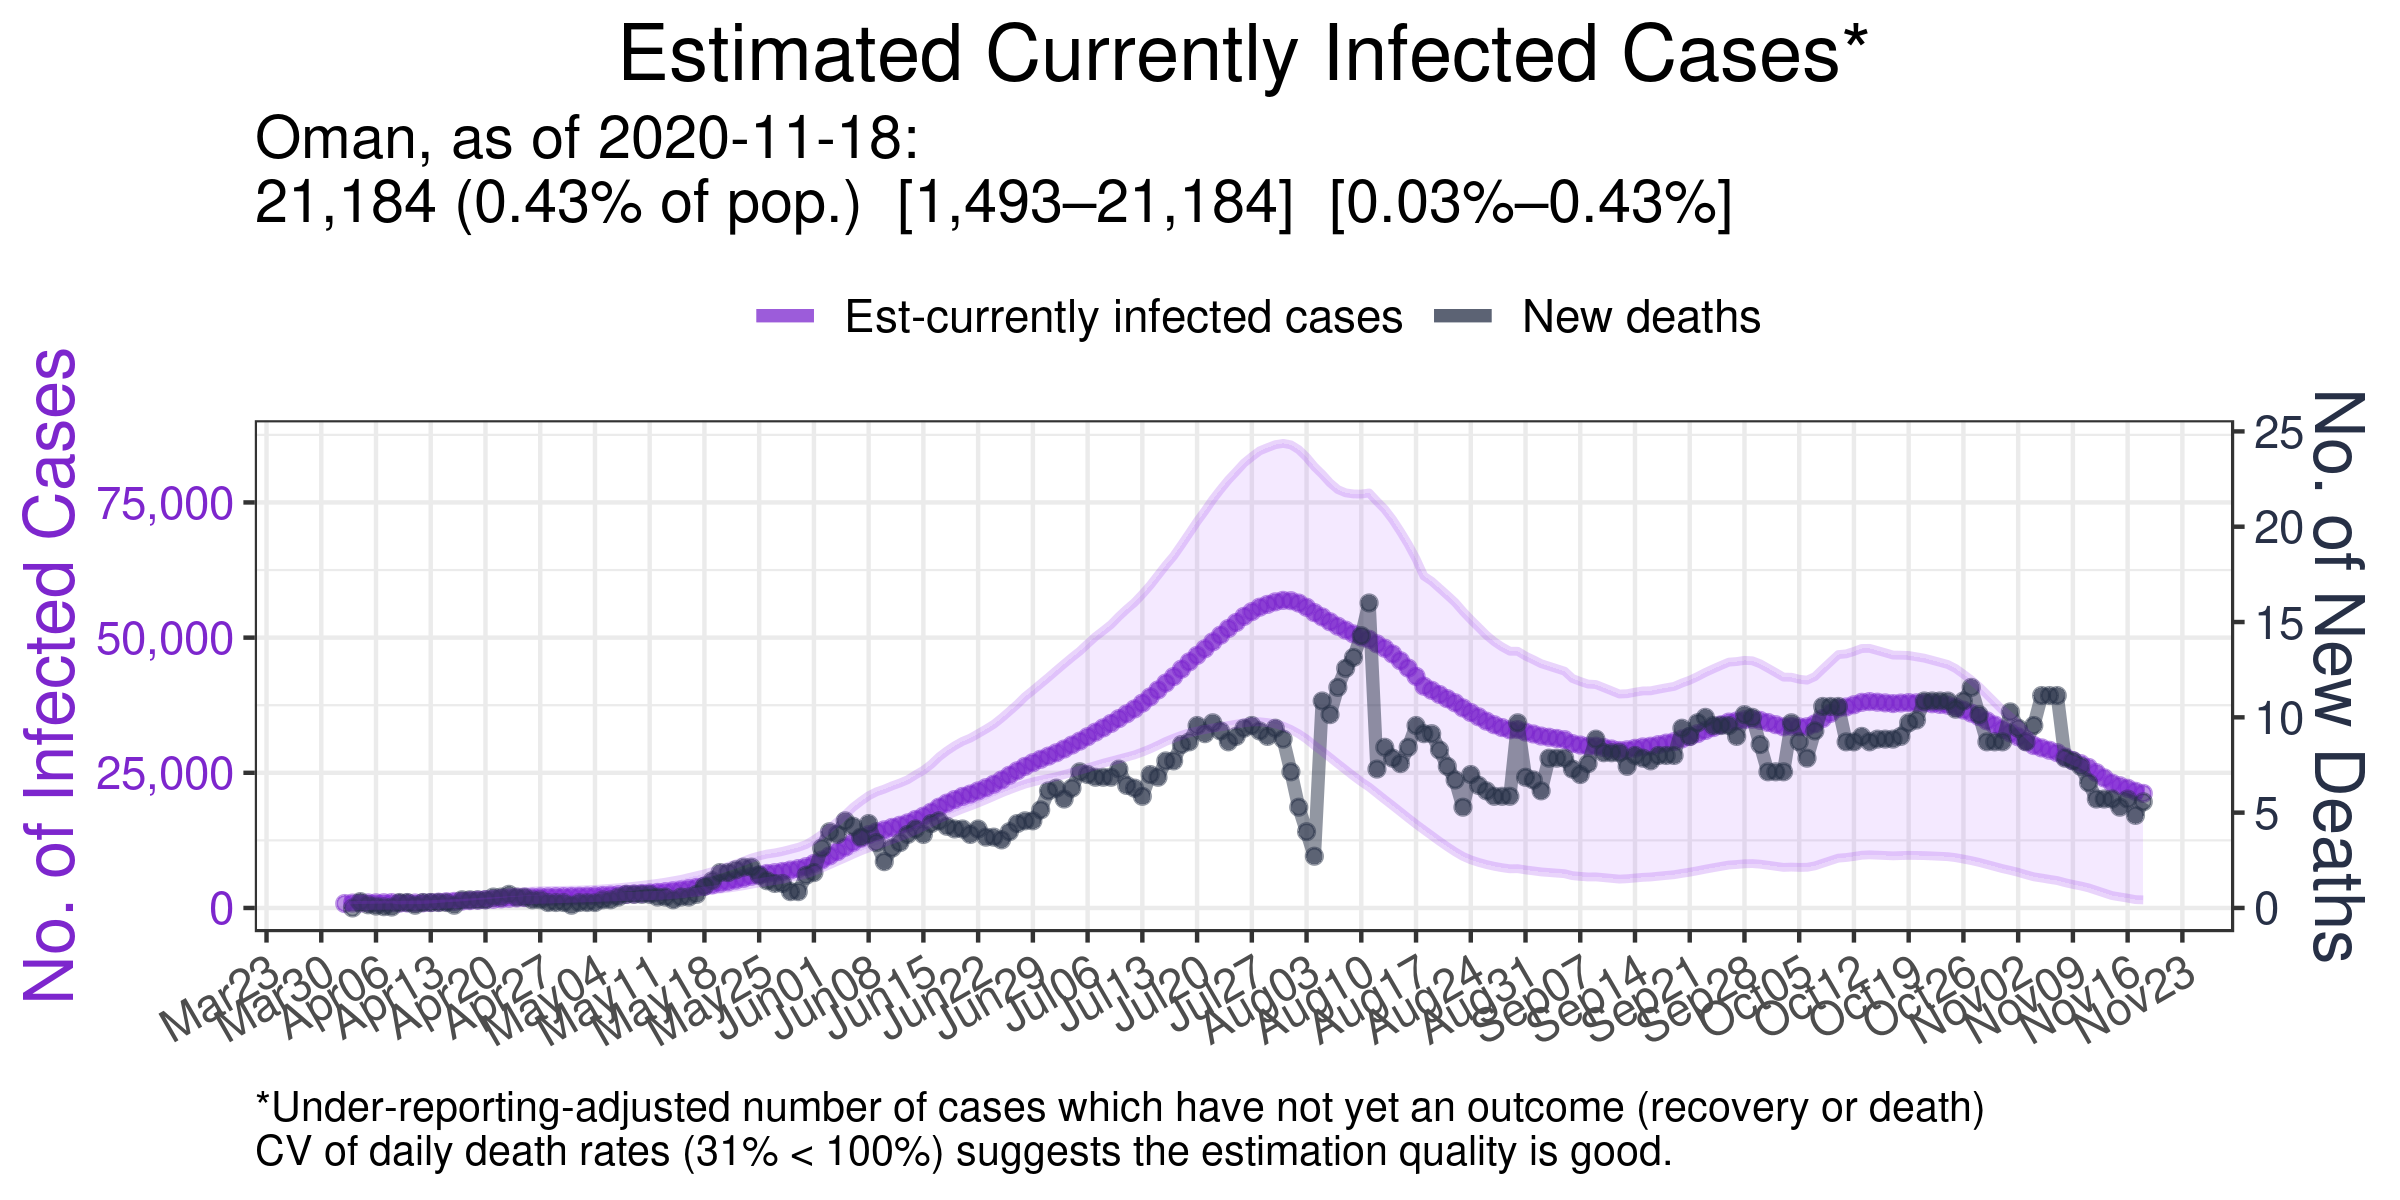 Estimated Currently Infected Cases*
Oman, as of 2020-11-18:
21,184 (0.43% of pop.)  [1,493–21,184]  [0.03%–0.43%]
Est-currently infected cases
New deaths
No. of Infected Cases
75,000
50,000
25,000
0
25
20
15
10
5
0
No. of New Deaths
Mar23
Mar30
Apr06
Apr13
Apr20
Apr27
May04
May11
May18
May25
Jun01
Jun08
Jun15
Jun22
Jun29
Jul06
Jul13
Jul20
Jul27
Aug03
Aug10
Aug17
Aug24
Aug31
Sep07
Sep14
Sep21
Sep28
Oct05
Oct12
Oct19
Oct26
Nov02
Nov09
Nov16
Nov23
*Under-reporting-adjusted number of cases which have not yet an outcome (recovery or death)
CV of daily death rates (31% < 100%) suggests the estimation quality is good.